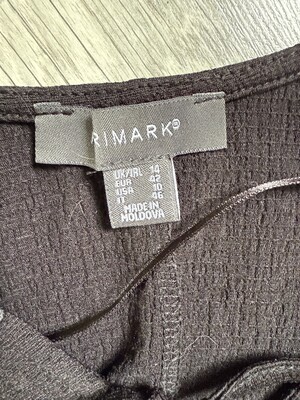 RIMARK®
UK/IRL 14
EUR 42
USA 10
IT 46
MADE IN
MOLDOVA